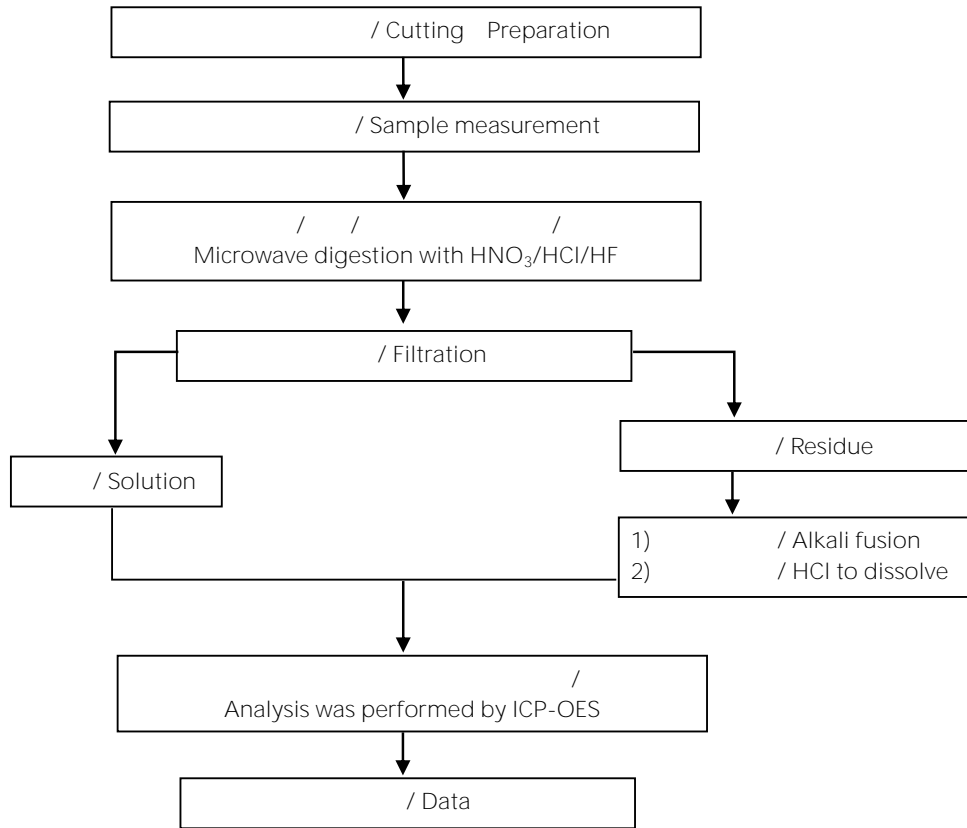 / Cutting Preparation
/ Sample measurement
/ / /
Microwave digestion with HNO₃/HCl/HF
/ Filtration
/ Residue
/ Solution
1) / Alkali fusion
2) / HCl to dissolve
/
Analysis was performed by ICP-OES
/ Data